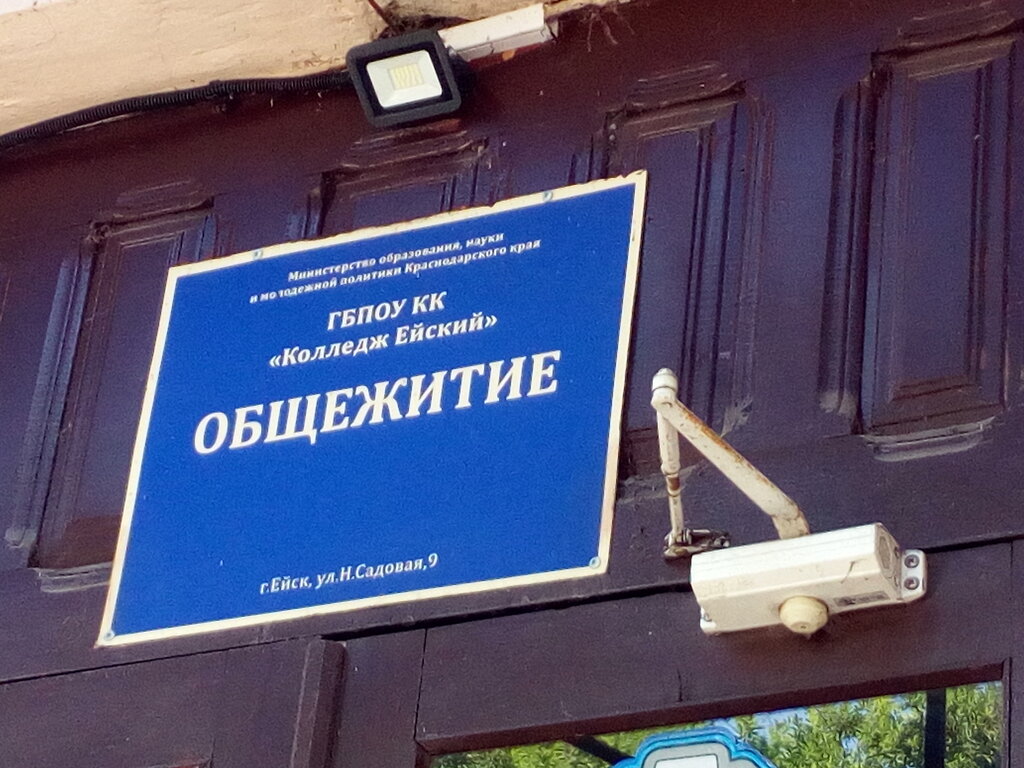 Министерство образования, науки
и молодежной политики Краснодарского края
ГБПОУ КК
«Колледж Ейский»
ОБЩЕЖИТИЕ
г.Ейск, ул.Н.Садовая,9